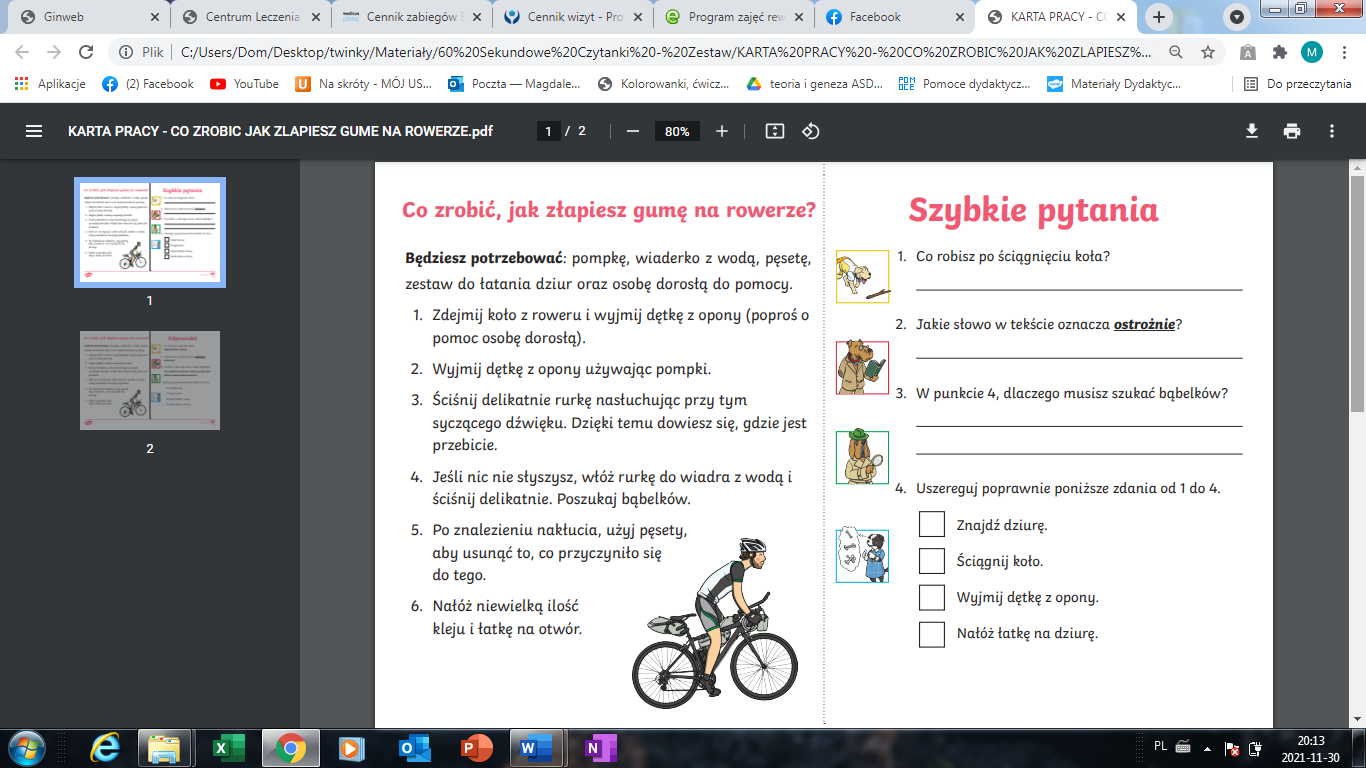 Ginweb
Centrum Leczenia
Cennik zabiegów
Cennik wizyt - Pro
Program zajęć rew
Facebook
KARTA PRACY - CO
Plik
C:/Users/Dom/Desktop/twinky/Materiały/60%20Sekundowe%20Czytanki%20-%20Zestaw/KARTA%20PRACY%20-%20CO%20ZROBIC%20JAK%20ZLAPIESZ%...
M
Aplikacje
(2) Facebook
YouTube
Na skróty - MÓJ US...
Poczta — Magdale...
Kolorowanki, ćwicz...
teoria i geneza ASD...
Pomoce dydaktycz...
Materiały Dydaktyc...
Do przeczytania
KARTA PRACY - CO ZROBIC JAK ZLAPIESZ GUME NA ROWERZE.pdf
1 / 2
80%
1
2
Co zrobić, jak złapiesz gumę na rowerze?
Będziesz potrzebować: pompkę, wiaderko z wodą, pęsetę,
zestaw do łatania dziur oraz osobę dorosłą do pomocy.
1. Zdejmij koło z roweru i wyjmij dętkę z opony (poproś o
pomoc osobę dorosłą).
2. Wyjmij dętkę z opony używając pompki.
3. Ściśnij delikatnie rurkę nasłuchując przy tym
syczącego dźwięku. Dzięki temu dowiesz się, gdzie jest
przebicie.
4. Jeśli nic nie słyszysz, włóż rurkę do wiadra z wodą i
ściśnij delikatnie. Poszukaj bąbelków.
5. Po znalezieniu nakłucia, użyj pęsety,
aby usunąć to, co przyczyniło się
do tego.
6. Nałóż niewielką ilość
kleju i łatkę na otwór.
Szybkie pytania
1. Co robisz po ściągnięciu koła?
2. Jakie słowo w tekście oznacza ostrożnie?
3. W punkcie 4, dlaczego musisz szukać bąbelków?
4. Uszereguj poprawnie poniższe zdania od 1 do 4.
Znajdź dziurę.
Ściągnij koło.
Wyjmij dętkę z opony.
Nałóż łatkę na dziurę.
PL
20:13
2021-11-30